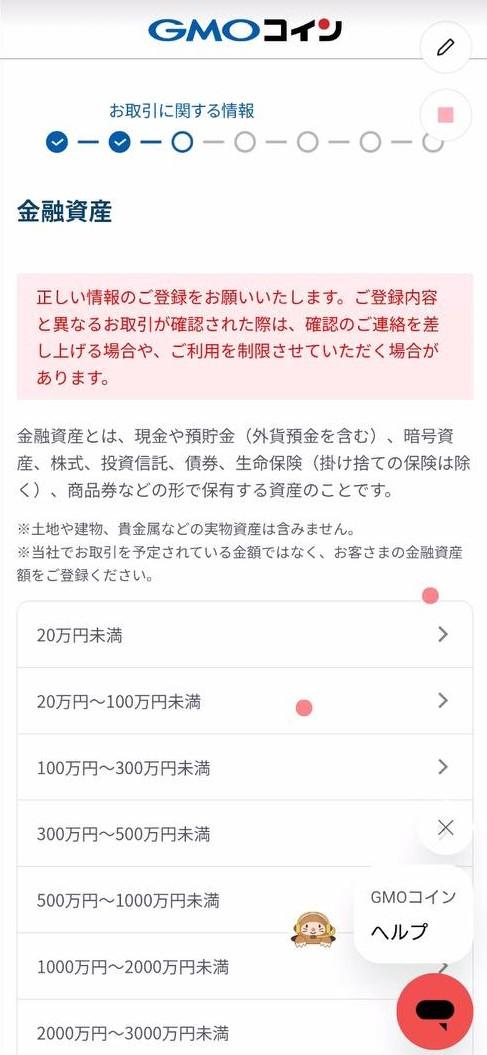 GMOコイン
お取引に関する情報
金融資産
正しい情報のご登録をお願いいたします。ご登録内容
と異なるお取引が確認された際は、確認のご連絡を差
し上げる場合や、ご利用を制限させていただく場合が
あります。
金融資産とは、現金や預貯金（外貨預金を含む）、暗号資
産、株式、投資信託、債券、生命保険（掛け捨ての保険は除
く）、商品券などの形で保有する資産のことです。
※土地や建物、貴金属などの実物資産は含みません。
※当社でお取引を予定されている金額ではなく、お客さまの金融資産
額をご登録ください。
20万円未満
20万円〜100万円未満
100万円〜300万円未満
300万円〜500万円未満
500万円〜1000万円未満
GMOコイン
ヘルプ
1000万円〜2000万円未満
2000万円〜3000万円未満